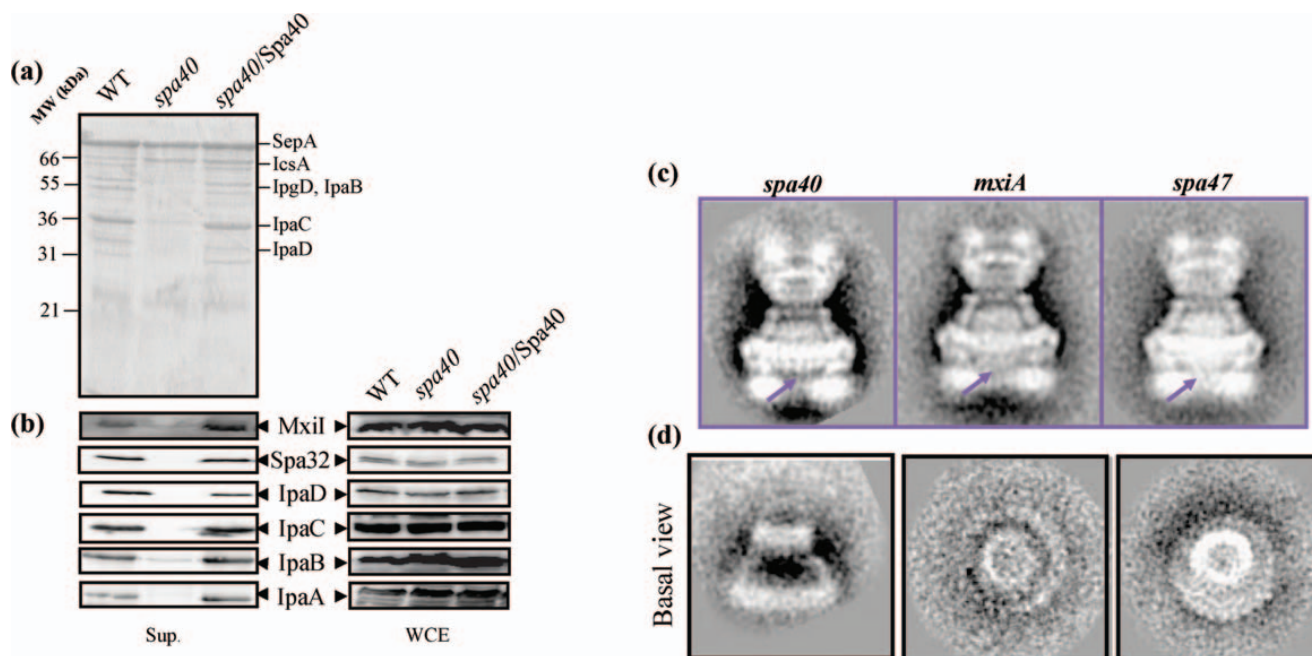 (a)
MW (kDa)
WT
spa40
spa40/Spa40
66
55
36
31
21
SepA
IcsA
IpgD, IpaB
IpaC
IpaD
(b)
WT
spa40
spa40/Spa40
MxiI
Spa32
IpaD
IpaC
IpaB
IpaA
Sup.
WCE
(c)
spa40
mxiA
spa47
(d)
Basal view